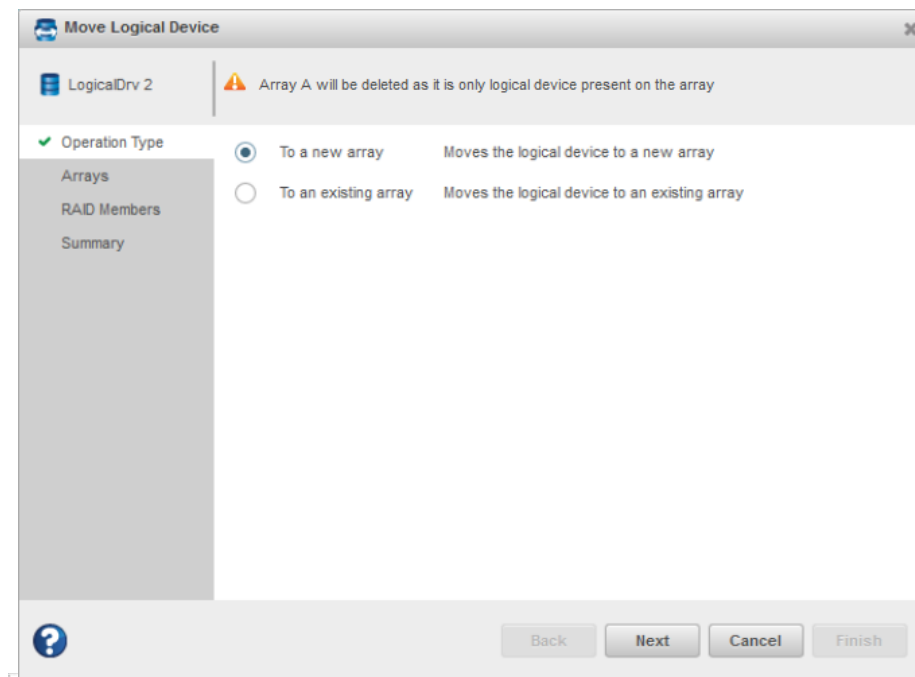 Move Logical Device
LogicalDrv 2
Array A will be deleted as it is only logical device present on the array
Operation Type
Arrays
RAID Members
Summary
To a new array Moves the logical device to a new array
To an existing array Moves the logical device to an existing array
? Back Next Cancel Finish